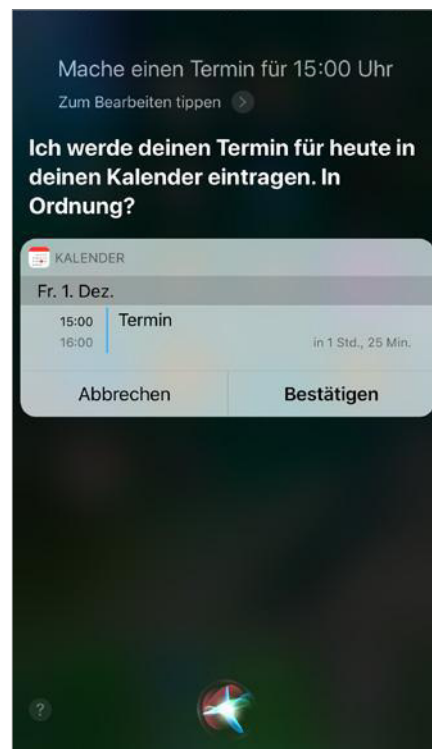 Mache einen Termin für 15:00 Uhr
Zum Bearbeiten tippen
Ich werde deinen Termin für heute in
deinen Kalender eintragen. In
Ordnung?
KALENDER
Fr. 1. Dez.
15:00 Termin
16:00 in 1 Std., 25 Min.
Abbrechen Bestätigen
?